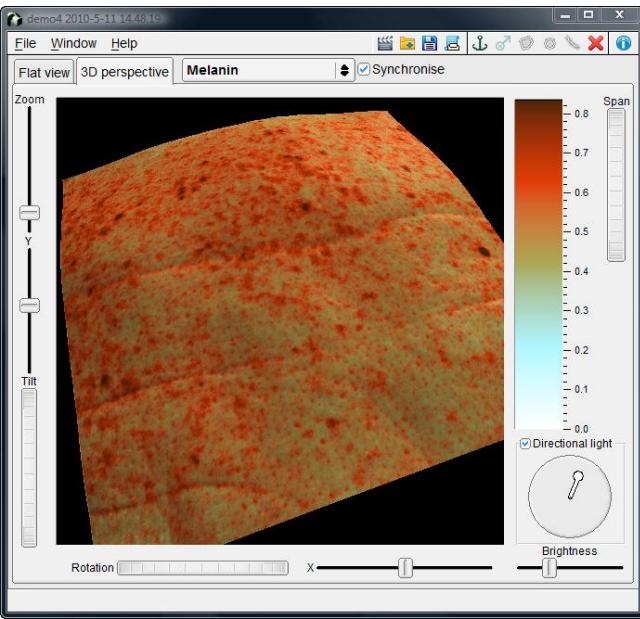 demo4 2010-5-11 14.48.19
File Window Help
Flat view 3D perspective Melanin Synchronise
Zoom
Span
0.8
0.7
0.6
0.5
Y
0.4
0.3
0.2
Tilt
0.1
0.0
Directional light
Brightness
Rotation X